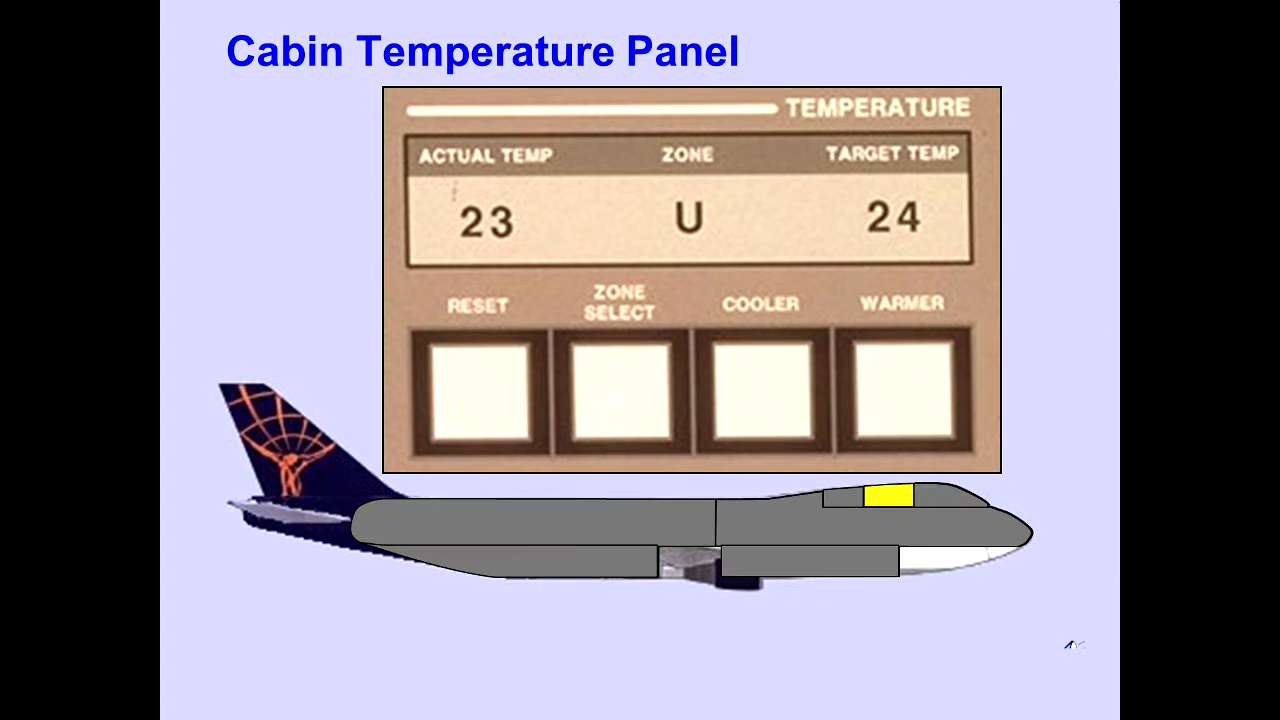 Cabin Temperature Panel
TEMPERATURE
ACTUAL TEMP ZONE TARGET TEMP
23 U 24
RESET ZONE SELECT COOLER WARMER